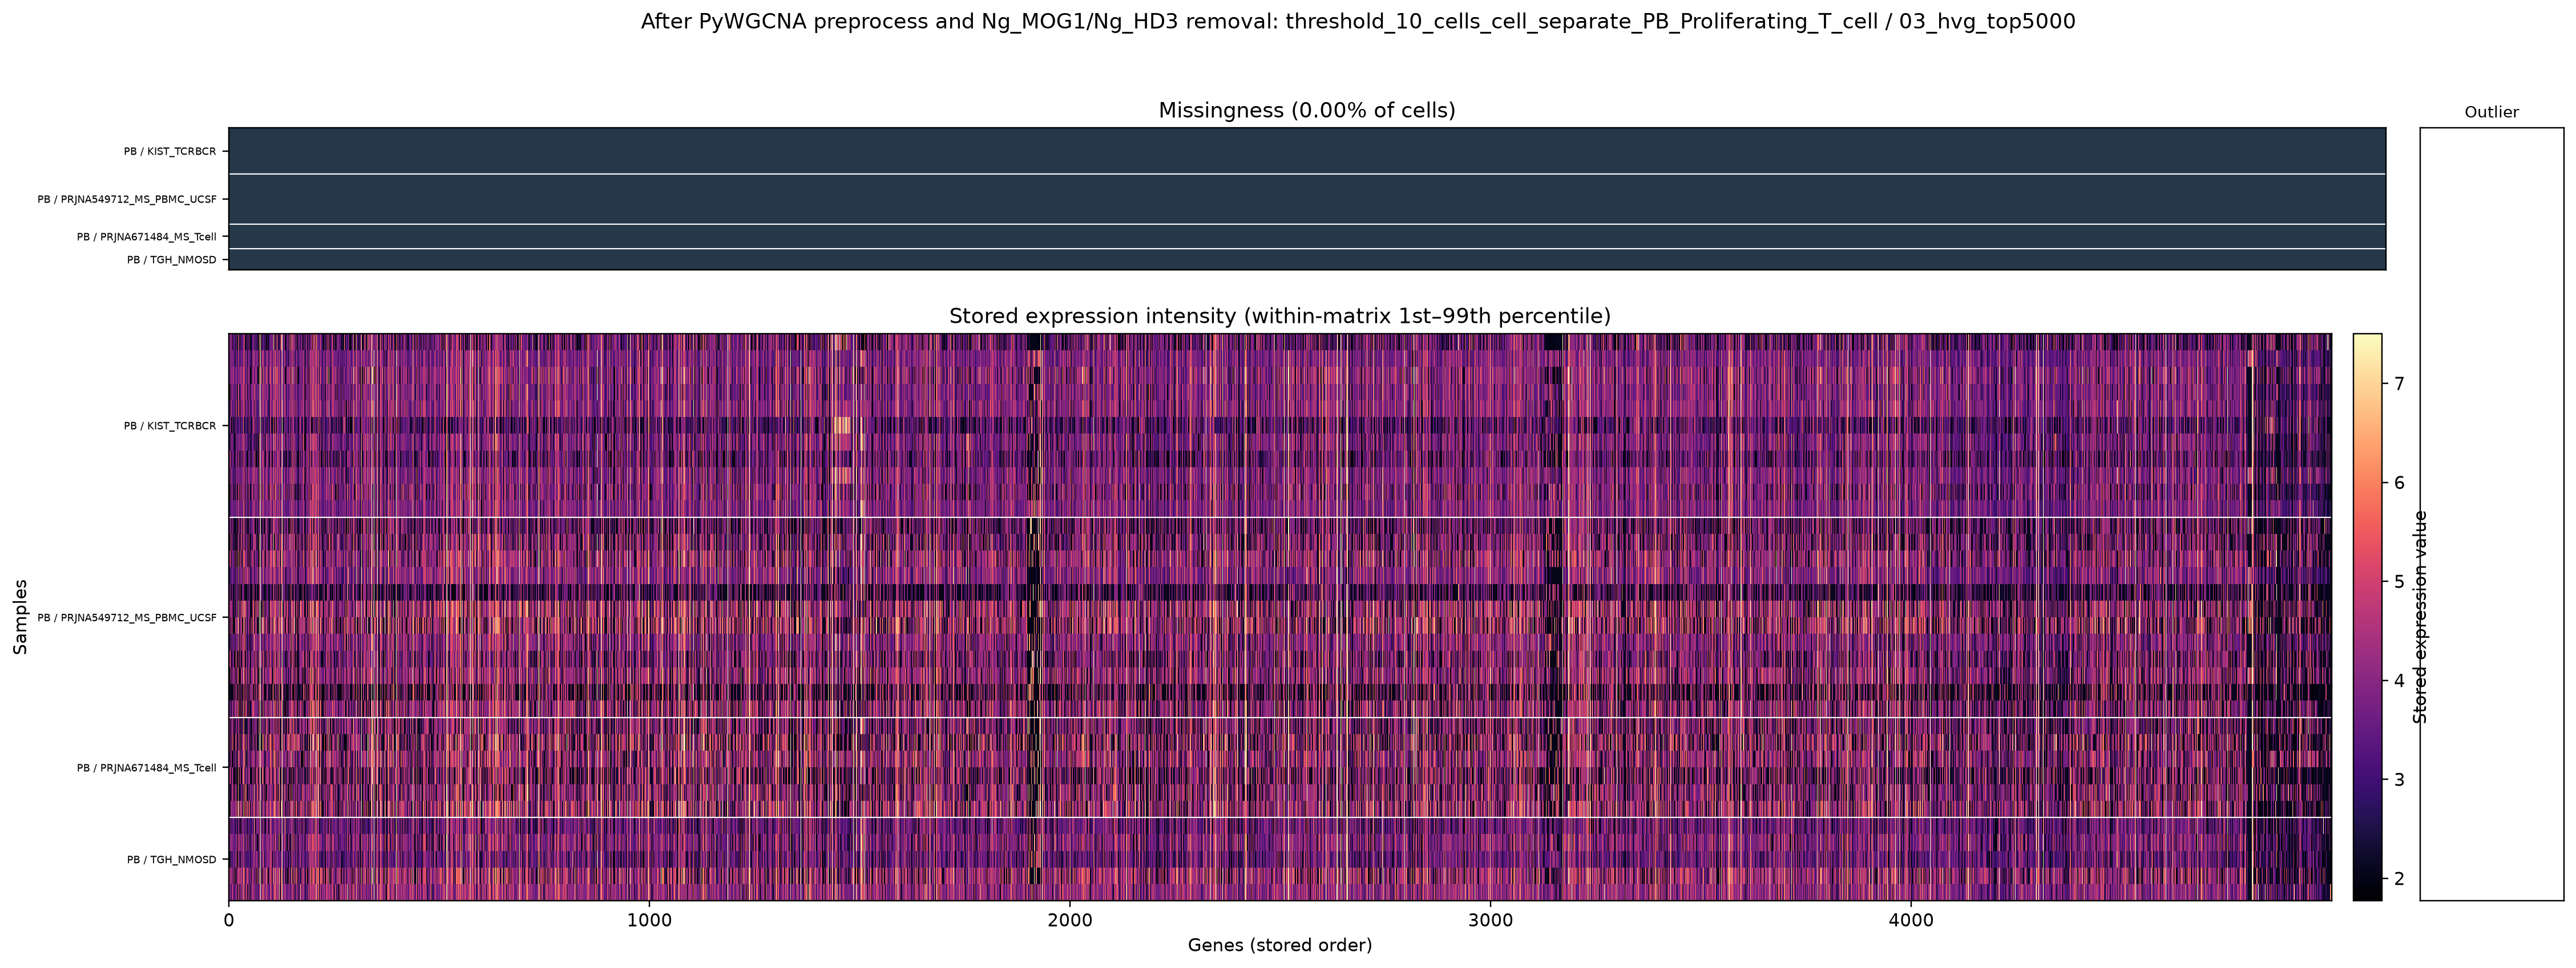 After PyWGCNA preprocess and Ng_MOG1/Ng_HD3 removal: threshold_10_cells_cell_separate_PB_Proliferating_T_cell / 03_hvg_top5000
Missingness (0.00% of cells)
Outlier
PB / KIST_TCRBCR
PB / PRJNA549712_MS_PBMC_UCSF
PB / PRJNA671484_MS_Tcell
PB / TGH_NMOSD
Stored expression intensity (within-matrix 1st–99th percentile)
Samples
PB / KIST_TCRBCR
PB / PRJNA549712_MS_PBMC_UCSF
PB / PRJNA671484_MS_Tcell
PB / TGH_NMOSD
7
6
5
4
3
2
Stored expression value
0
1000
2000
3000
4000
Genes (stored order)